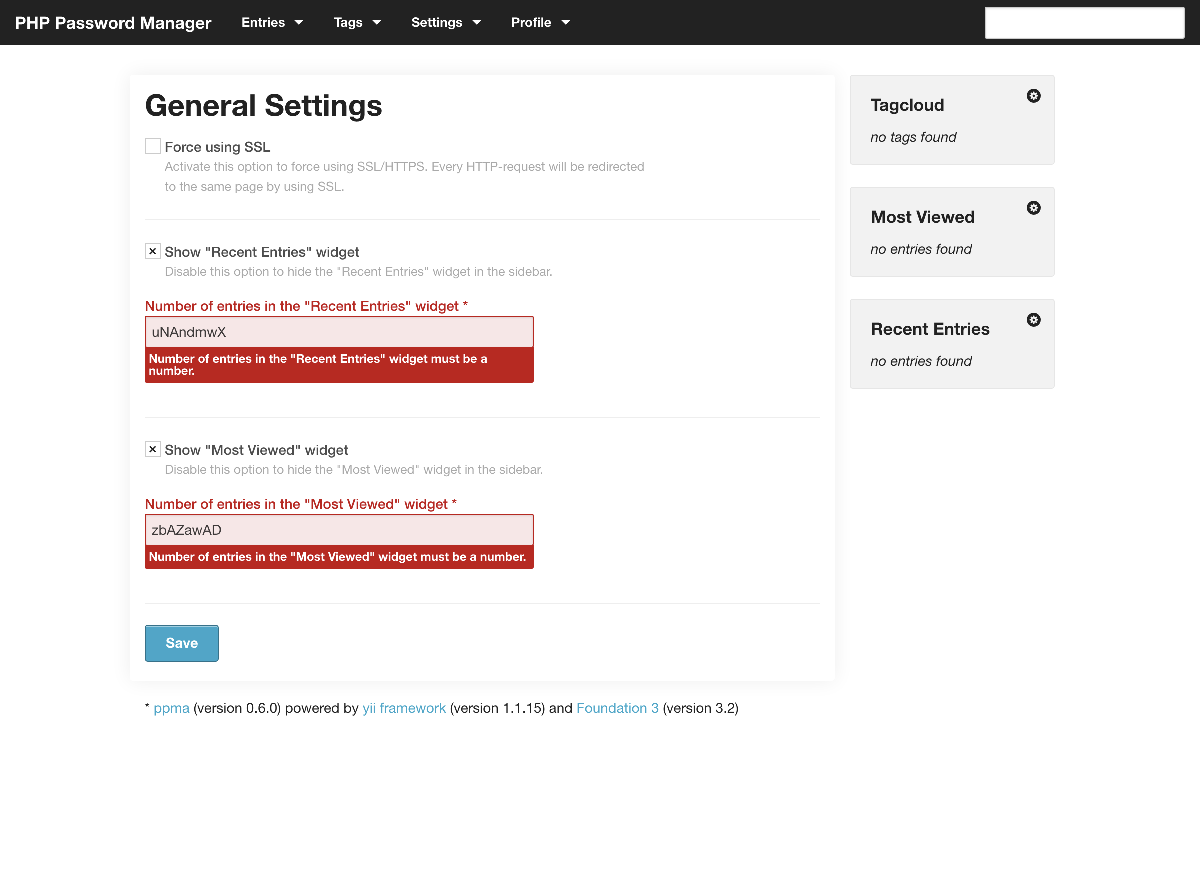 PHP Password Manager Entries Tags Settings Profile
General Settings
Force using SSL
Activate this option to force using SSL/HTTPS. Every HTTP-request will be redirected
to the same page by using SSL.
Show "Recent Entries" widget
Disable this option to hide the "Recent Entries" widget in the sidebar.
Number of entries in the "Recent Entries" widget *
uNAndmwX
Number of entries in the "Recent Entries" widget must be a
number.
Show "Most Viewed" widget
Disable this option to hide the "Most Viewed" widget in the sidebar.
Number of entries in the "Most Viewed" widget *
zbAZawAD
Number of entries in the "Most Viewed" widget must be a number.
Save
Tagcloud
no tags found
Most Viewed
no entries found
Recent Entries
no entries found
* ppma (version 0.6.0) powered by yii framework (version 1.1.15) and Foundation 3 (version 3.2)